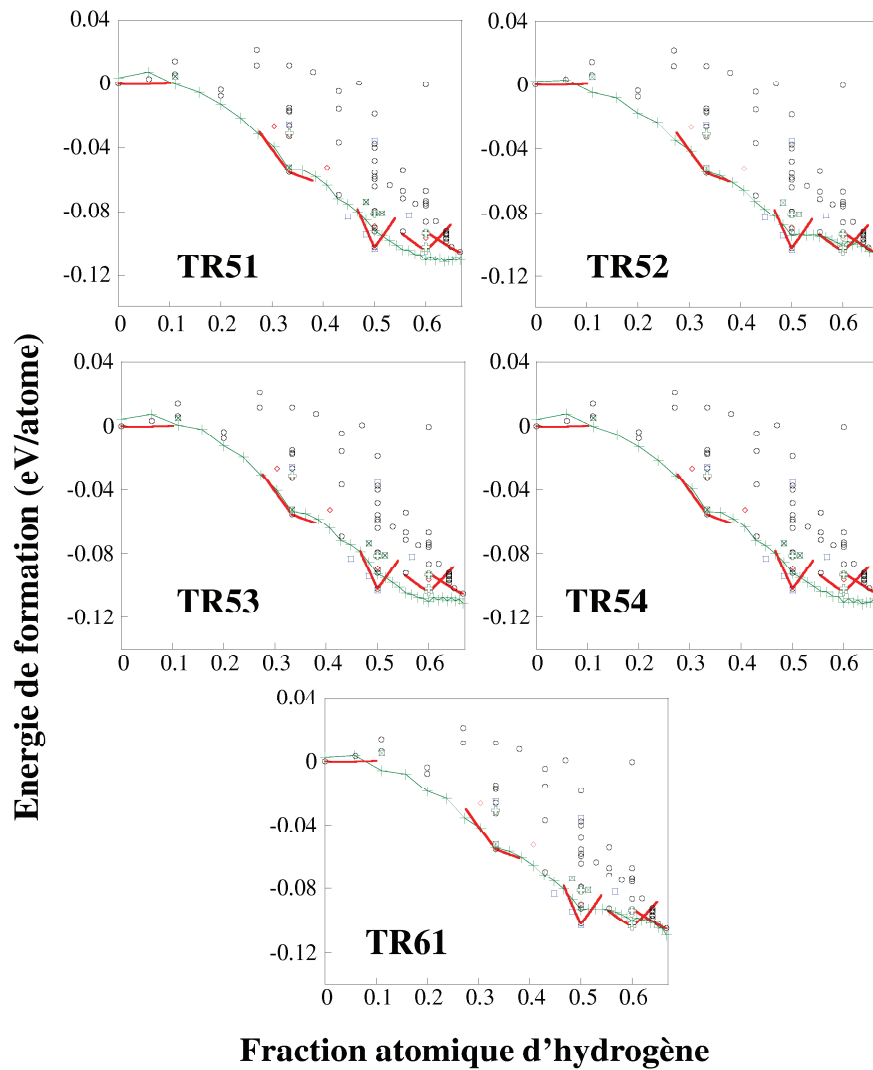 0.04
0
-0.04
-0.08
-0.12
TR51
0 0.1 0.2 0.3 0.4 0.5 0.6
0.04
0
-0.04
-0.08
-0.12
TR52
0 0.1 0.2 0.3 0.4 0.5 0.6
Energie de formation (eV/atome)
0.04
0
-0.04
-0.08
-0.12
TR53
0 0.1 0.2 0.3 0.4 0.5 0.6
0.04
0
-0.04
-0.08
-0.12
TR54
0 0.1 0.2 0.3 0.4 0.5 0.6
0.04
0
-0.04
-0.08
-0.12
TR61
0 0.1 0.2 0.3 0.4 0.5 0.6
Fraction atomique d’hydrogène